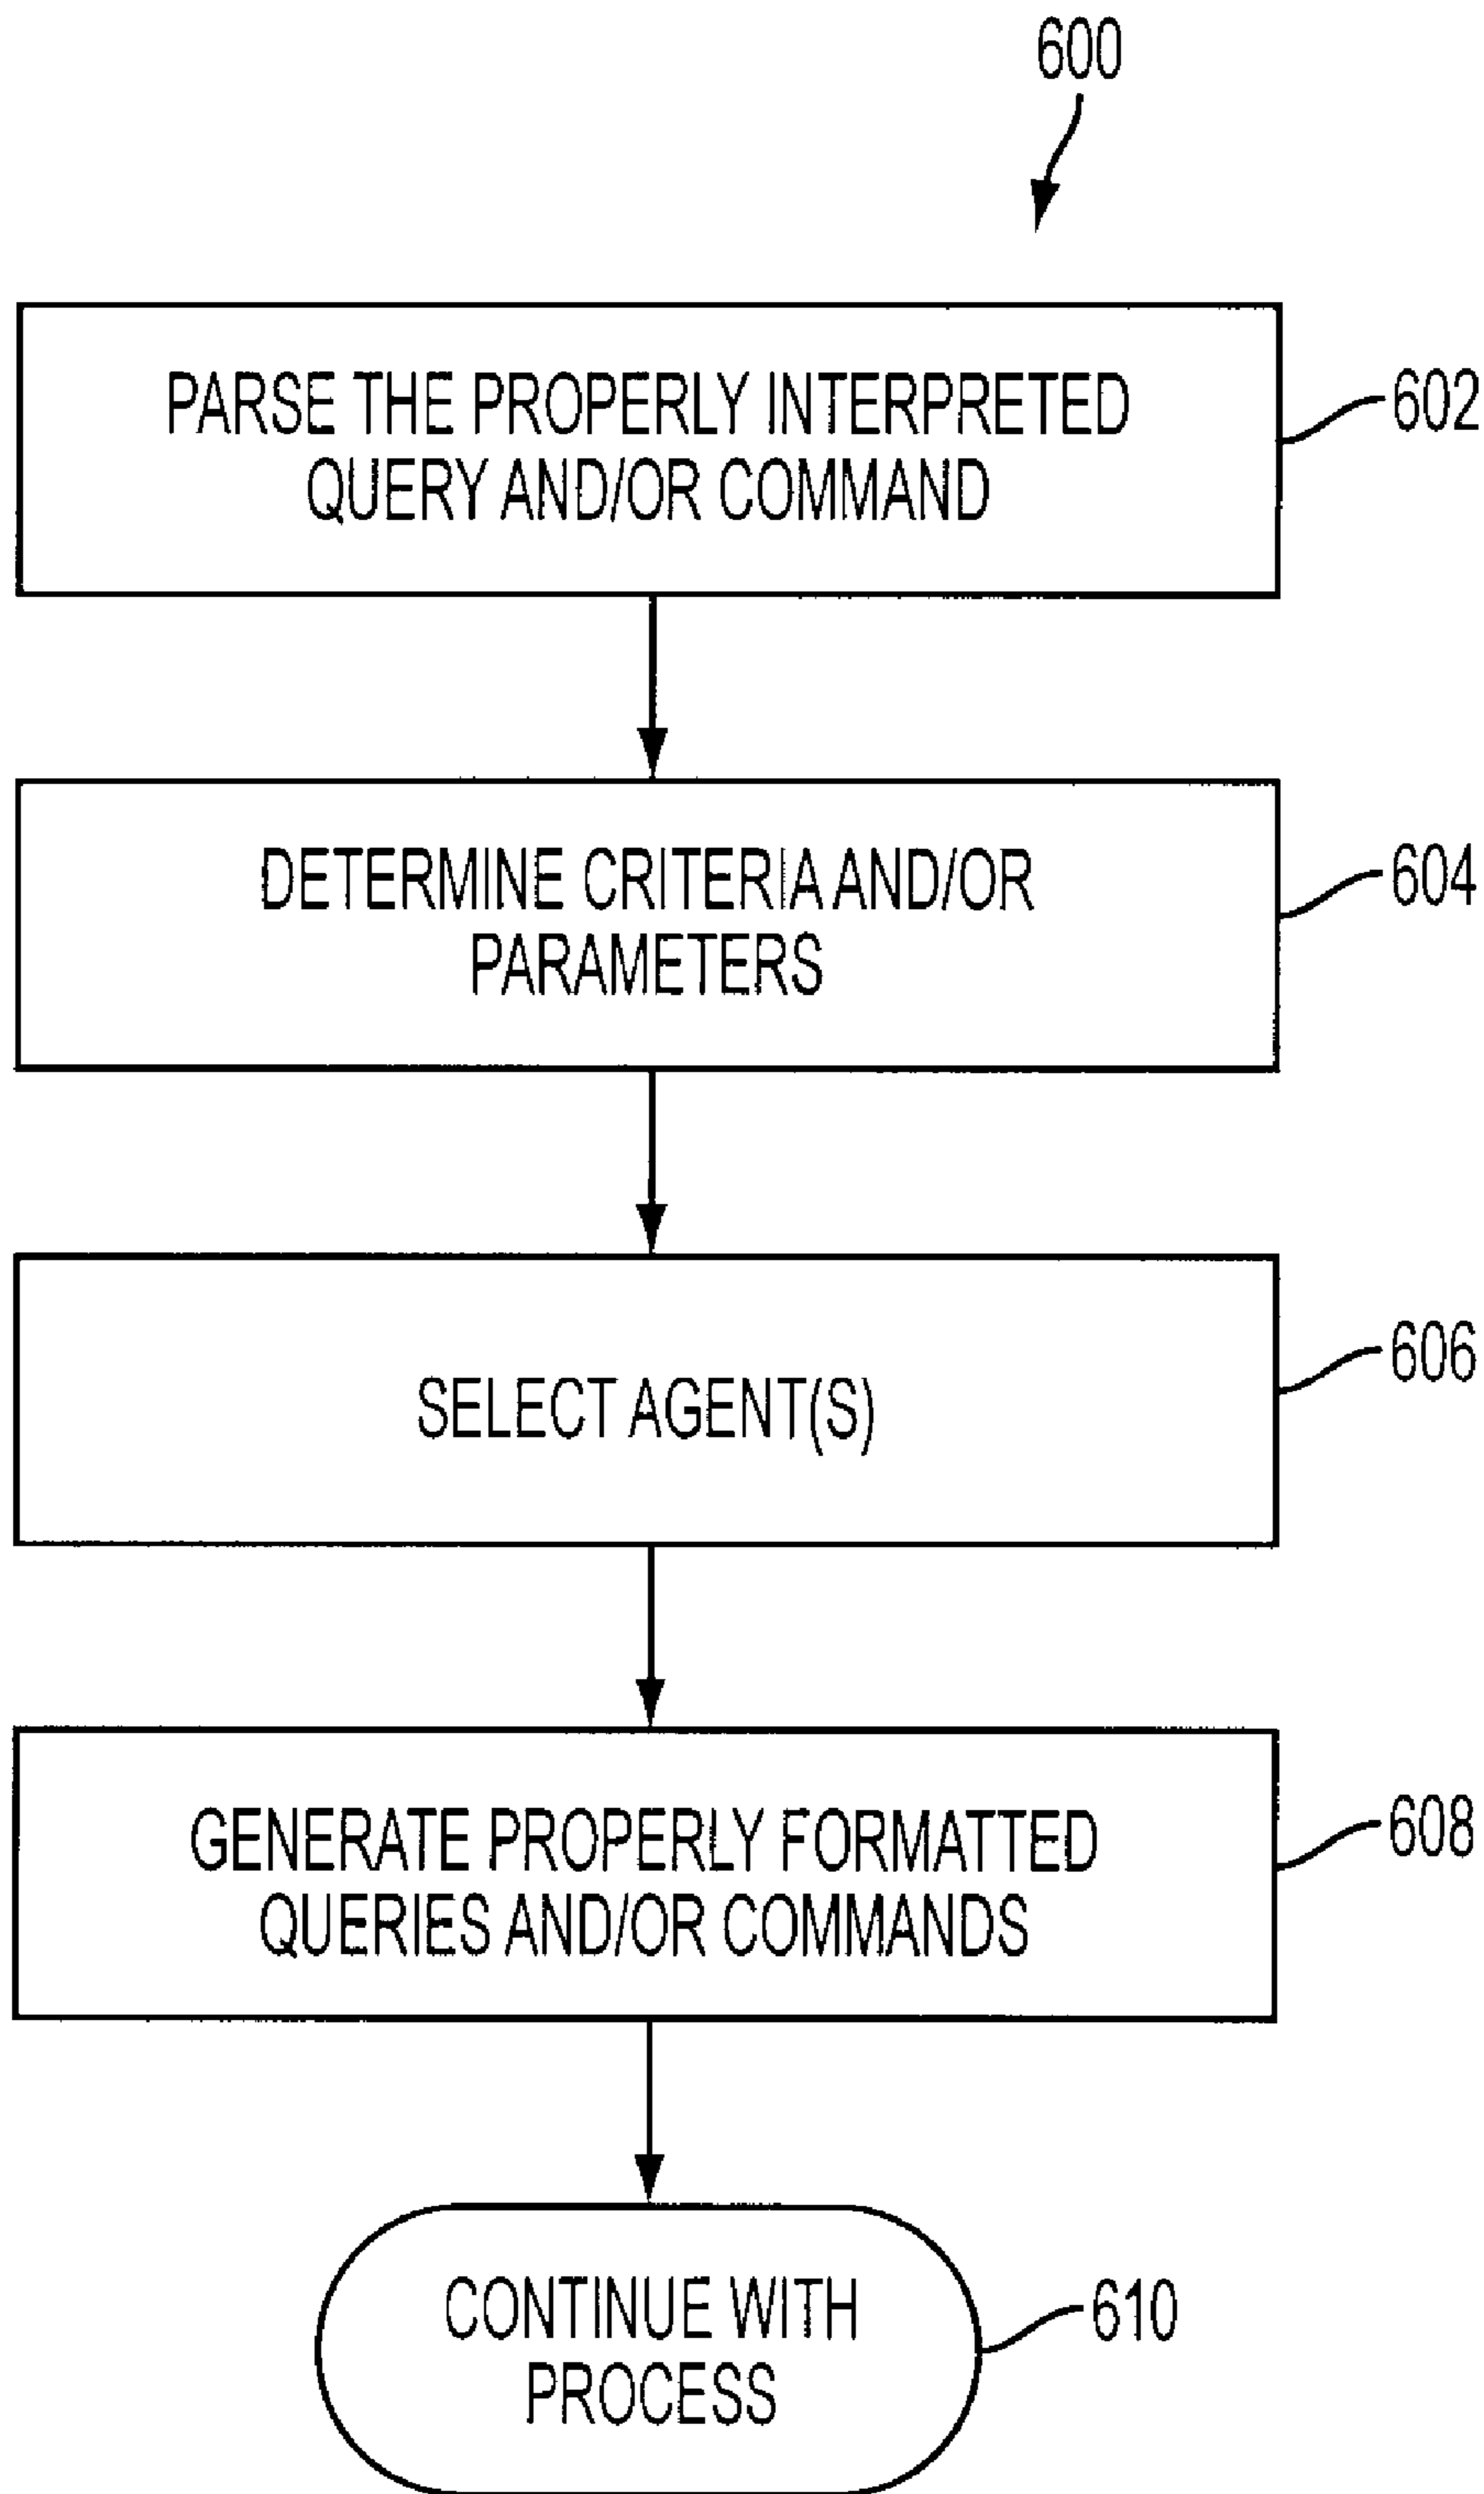 600
PARSE THE PROPERLY INTERPRETED
QUERY AND/OR COMMAND
602
DETERMINE CRITERIA AND/OR
PARAMETERS
604
SELECT AGENT(S)
606
GENERATE PROPERLY FORMATTED
QUERIES AND/OR COMMANDS
608
CONTINUE WITH
PROCESS
610